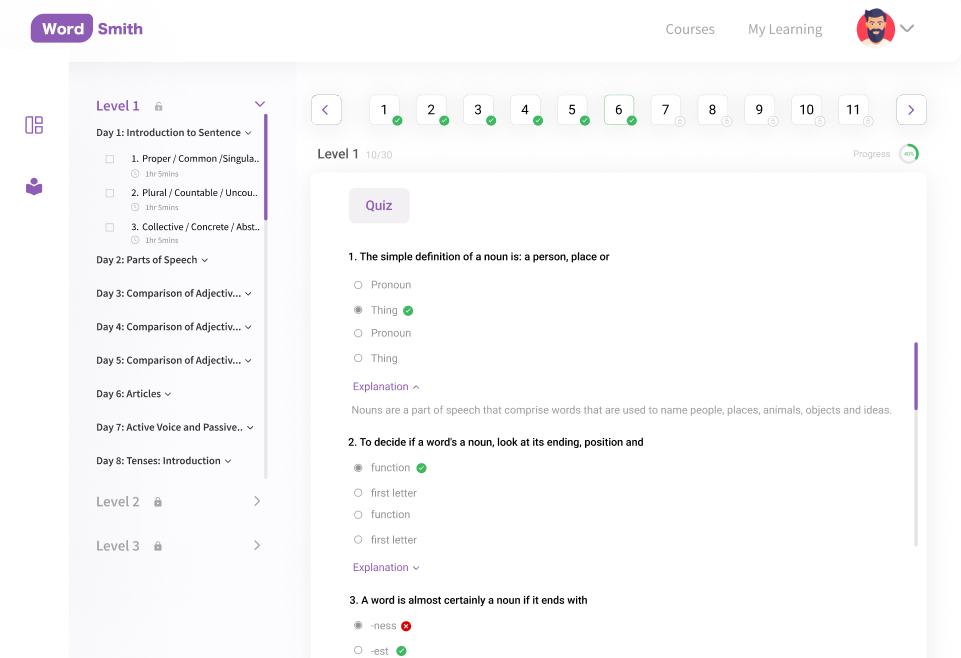 Word Smith
Courses
My Learning
Level 1
Day 1: Introduction to Sentence
1. Proper / Common /Singula..
1hr 5mins
2. Plural / Countable / Uncou..
1hr 5mins
3. Collective / Concrete / Abst..
1hr 5mins
Day 2: Parts of Speech
Day 3: Comparison of Adjectiv...
Day 4: Comparison of Adjectiv...
Day 5: Comparison of Adjectiv...
Day 6: Articles
Day 7: Active Voice and Passive..
Day 8: Tenses: Introduction
Level 2
Level 3
1 2 3 4 5 6 7 8 9 10 11
Level 1 10/30
Progress 40%
Quiz
1. The simple definition of a noun is: a person, place or
Pronoun
Thing
Pronoun
Thing
Explanation
Nouns are a part of speech that comprise words that are used to name people, places, animals, objects and ideas.
2. To decide if a word's a noun, look at its ending, position and
function
first letter
function
first letter
Explanation
3. A word is almost certainly a noun if it ends with
-ness
-est